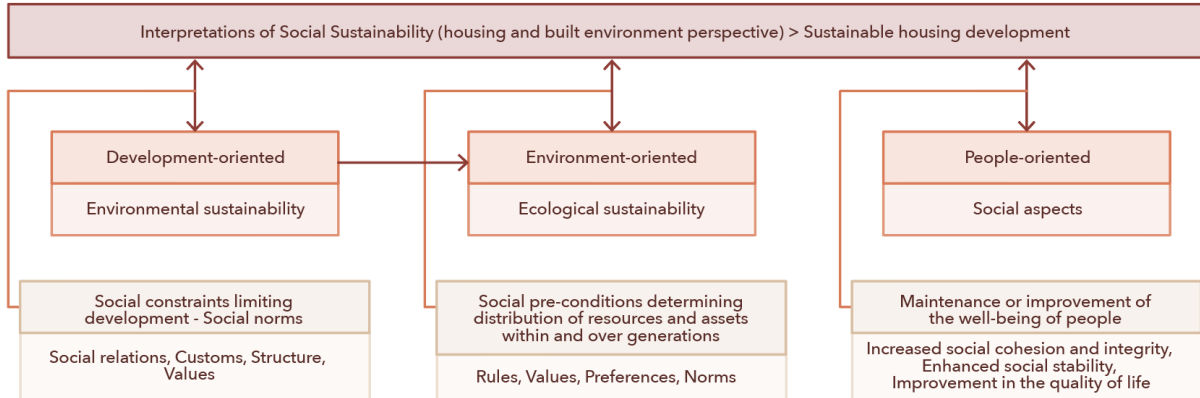 Interpretations of Social Sustainability (housing and built environment perspective) > Sustainable housing development
Development-oriented
Environmental sustainability
Environment-oriented
Ecological sustainability
People-oriented
Social aspects
Social constraints limiting
development - Social norms
Social relations, Customs, Structure,
Values
Social pre-conditions determining
distribution of resources and assets
within and over generations
Rules, Values, Preferences, Norms
Maintenance or improvement of
the well-being of people
Increased social cohesion and integrity,
Enhanced social stability,
Improvement in the quality of life